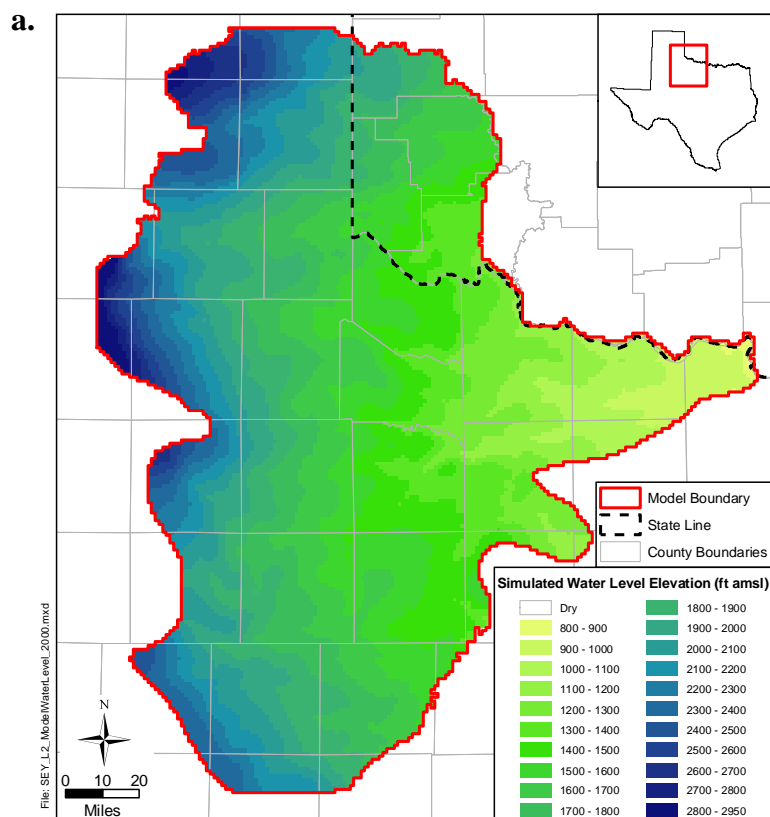 a.
Model Boundary
State Line
County Boundaries
Simulated Water Level Elevation (ft amsl)
Dry
800 - 900
900 - 1000
1000 - 1100
1100 - 1200
1200 - 1300
1300 - 1400
1400 - 1500
1500 - 1600
1600 - 1700
1700 - 1800
1800 - 1900
1900 - 2000
2000 - 2100
2100 - 2200
2200 - 2300
2300 - 2400
2400 - 2500
2500 - 2600
2600 - 2700
2700 - 2800
2800 - 2950
N
0 10 20
Miles
File: SEY_L2_ModelWaterLevel_2000.mxd